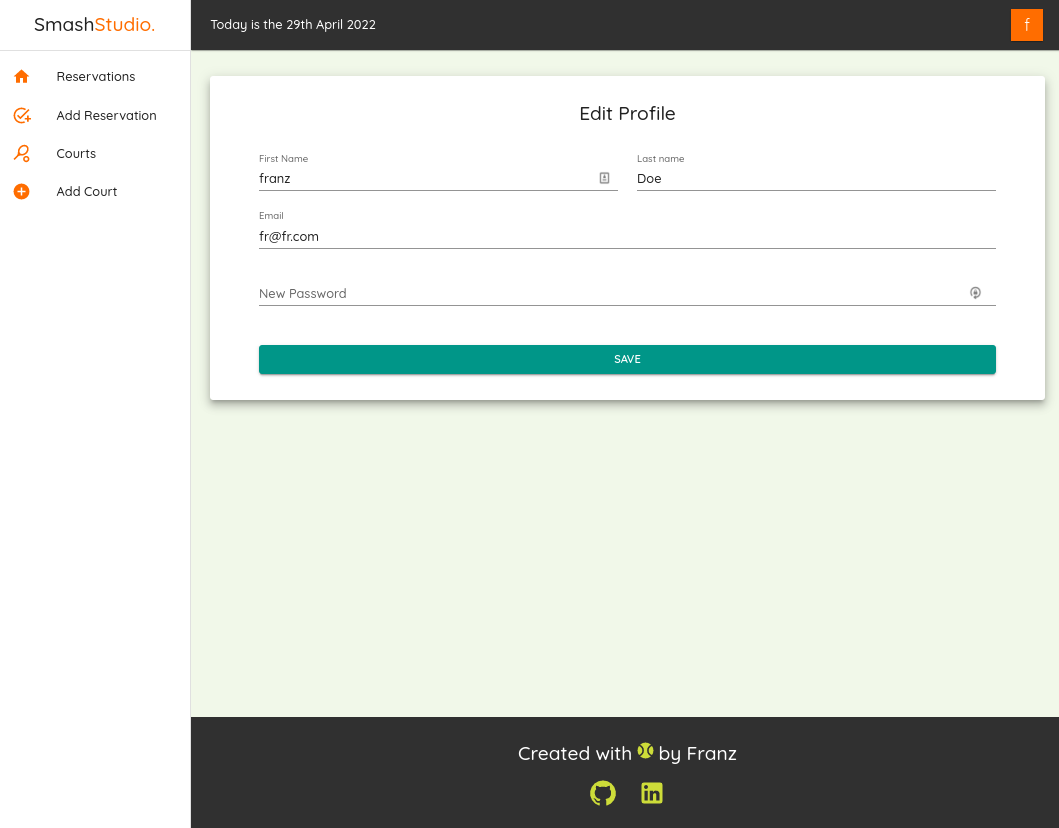 SmashStudio.
Today is the 29th April 2022
f
Reservations
Add Reservation
Courts
Add Court
Edit Profile
First Name
franz
Last name
Doe
Email
fr@fr.com
New Password
SAVE
Created with by Franz